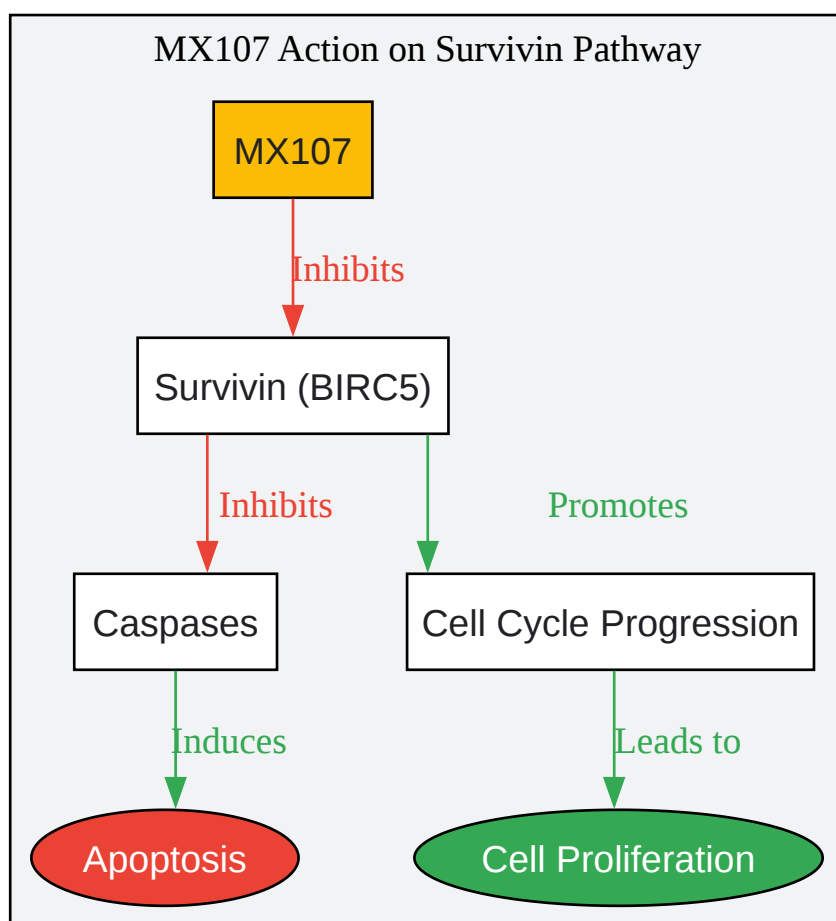 MX107 Action on Survivin Pathway
MX107
Inhibits
Survivin (BIRC5)
Inhibits
Promotes
Caspases
Cell Cycle Progression
Induces
Leads to
Apoptosis
Cell Proliferation